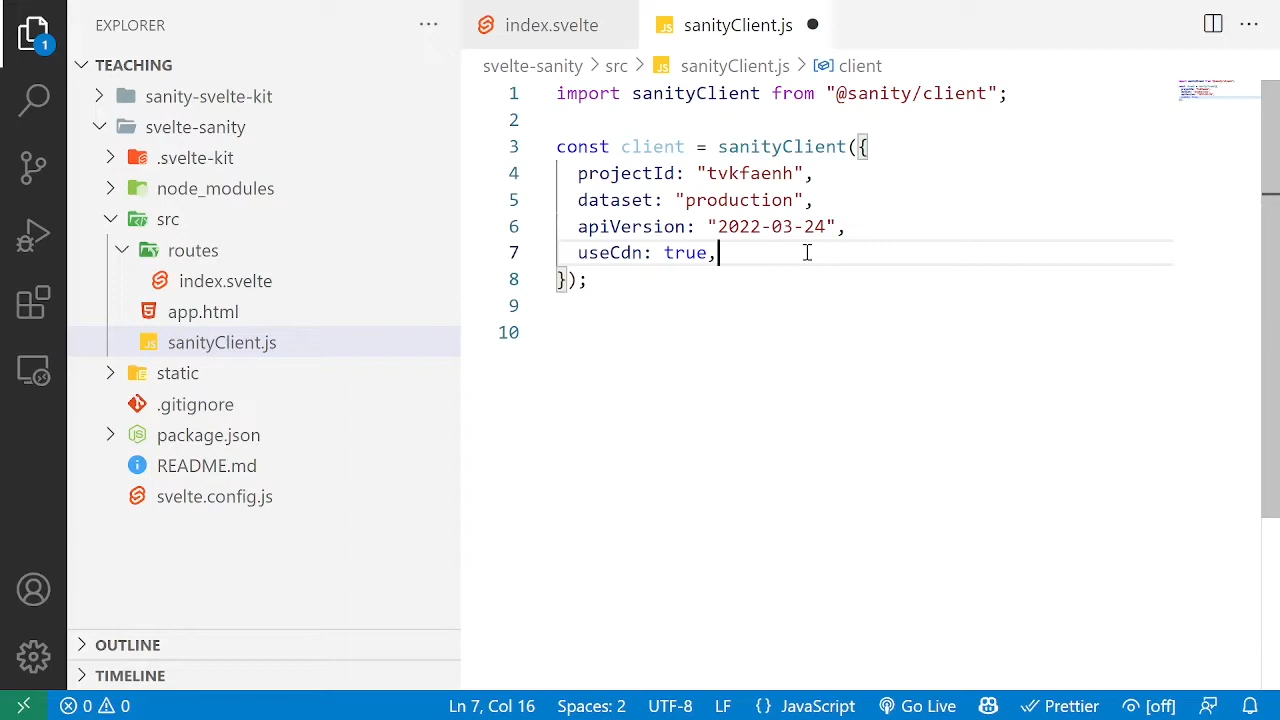 EXPLORER
1
TEACHING
sanity-svelte-kit
svelte-sanity
.svelte-kit
node_modules
src
routes
index.svelte
app.html
JS sanityClient.js
static
.gitignore
package.json
README.md
svelte.config.js
OUTLINE
TIMELINE
index.svelte
JS sanityClient.js
svelte-sanity > src > JS sanityClient.js > client
1 import sanityClient from "@sanity/client";
2
3 const client = sanityClient({
4 projectId: "tvkfaenh",
5 dataset: "production",
6 apiVersion: "2022-03-24",
7 useCdn: true,
8 });
9
10
0 0 Ln 7, Col 16 Spaces: 2 UTF-8 LF {} JavaScript Go Live Prettier [off]